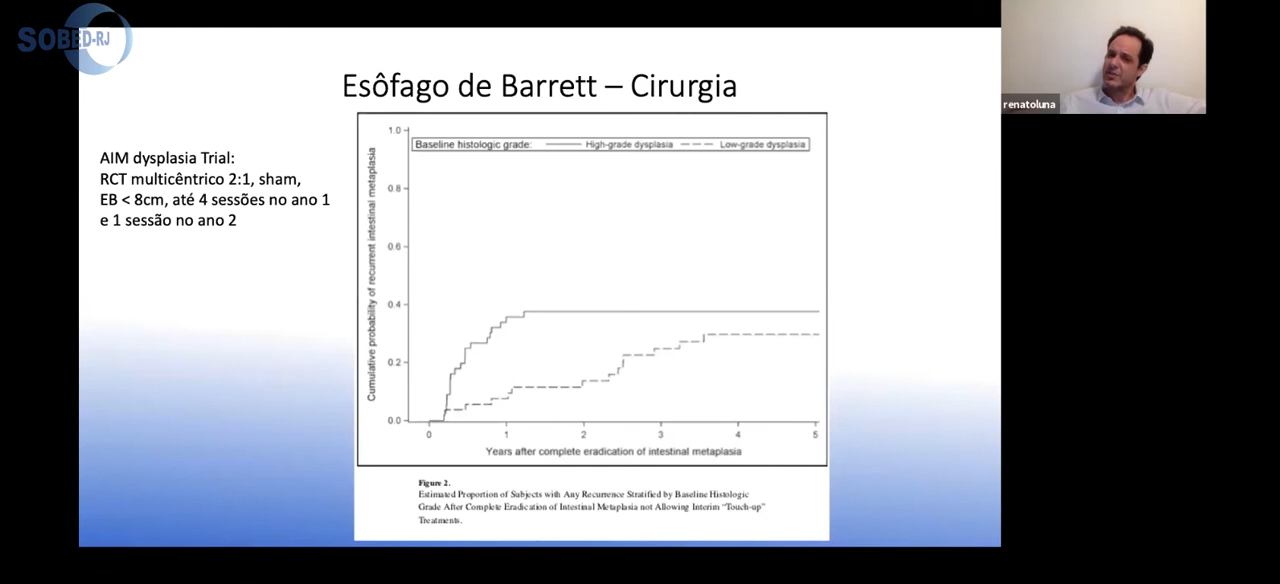 SOBED-RJ
renatoluna
Esôfago de Barrett – Cirurgia
AIM dysplasia Trial:
RCT multicêntrico 2:1, sham,
EB < 8cm, até 4 sessões no ano 1
e 1 sessão no ano 2
Baseline histologic grade: High-grade dysplasia Low-grade dysplasia
Cumulative probability of recurrent intestinal metaplasia
1.0
0.8
0.6
0.4
0.2
0.0
0 1 2 3 4 5
Years after complete eradication of intestinal metaplasia
Figure 2.
Estimated Proportion of Subjects with Any Recurrence Stratified by Baseline Histologic
Grade After Complete Eradication of Intestinal Metaplasia not Allowing Interim “Touch-up”
Treatments.